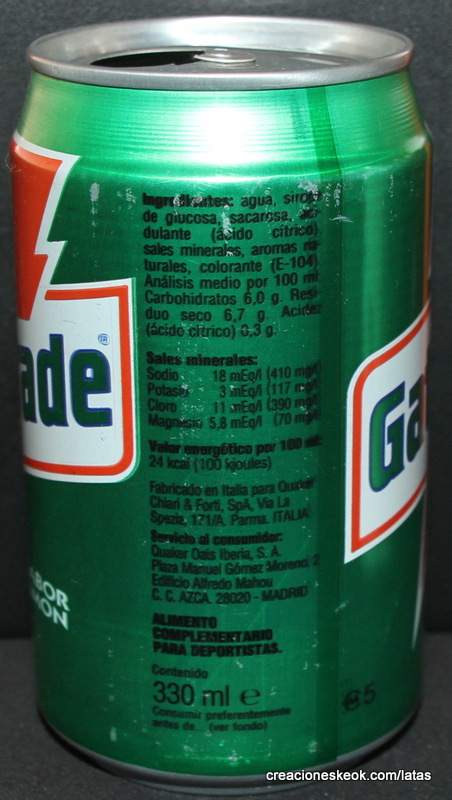 Ingredientes: agua, sirope
de glucosa, sacarosa, aci-
dulante (ácido cítrico)
sales minerales, aromas na-
turales, colorante (E-104)
Análisis medio por 100 ml
Carbohidratos 6,0 g. Resi-
duo seco 6,7 g. Acidez
(ácido cítrico) 0,3 g.
Sales minerales:
Sodio 18 mEq/l (410 mg/l
Potasio 3 mEq/l (117 mg/l
Cloro 11 mEq/l (390 mg/l
Magnesio 5,8 mEq/l (70 mg/l
Valor energético por 100 ml:
24 kcal (100 kjoules)
Fabricado en Italia para Quaker
Chiari & Forti, SpA, Via La
Spezia, 171/A. Parma. ITALIA
Servicio al consumidor:
Quaker Oats Iberia, S. A.
Plaza Manuel Gómez Moreno, 2
Edificio Alfredo Mahou
C. C. AZCA. 28020 - MADRID
ALIMENTO
COMPLEMENTARIO
PARA DEPORTISTAS.
Contenido
330 ml e
Consumir preferentemente
antes de... (ver fondo)
ade®
ABOR
MON
Ga
5
creacioneskeok.com/latas